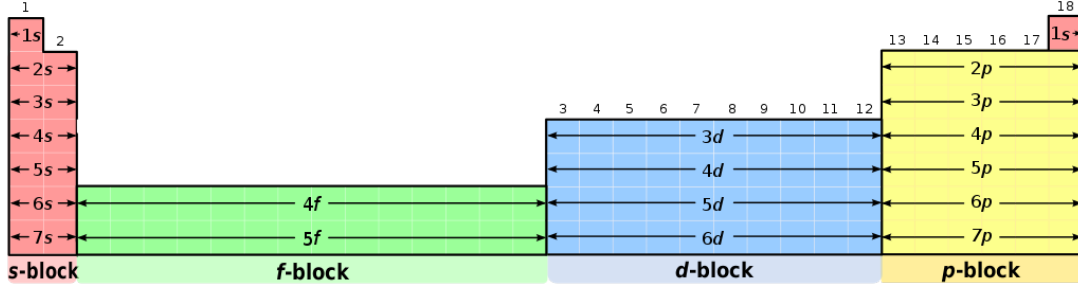 1 18
1s 2 13 14 15 16 17 1s
2s 2p
3s 3 4 5 6 7 8 9 10 11 12 3p
4s 3d 4p
5s 4d 5p
6s 4f 5d 6p
7s 5f 6d 7p
s-block f-block d-block p-block